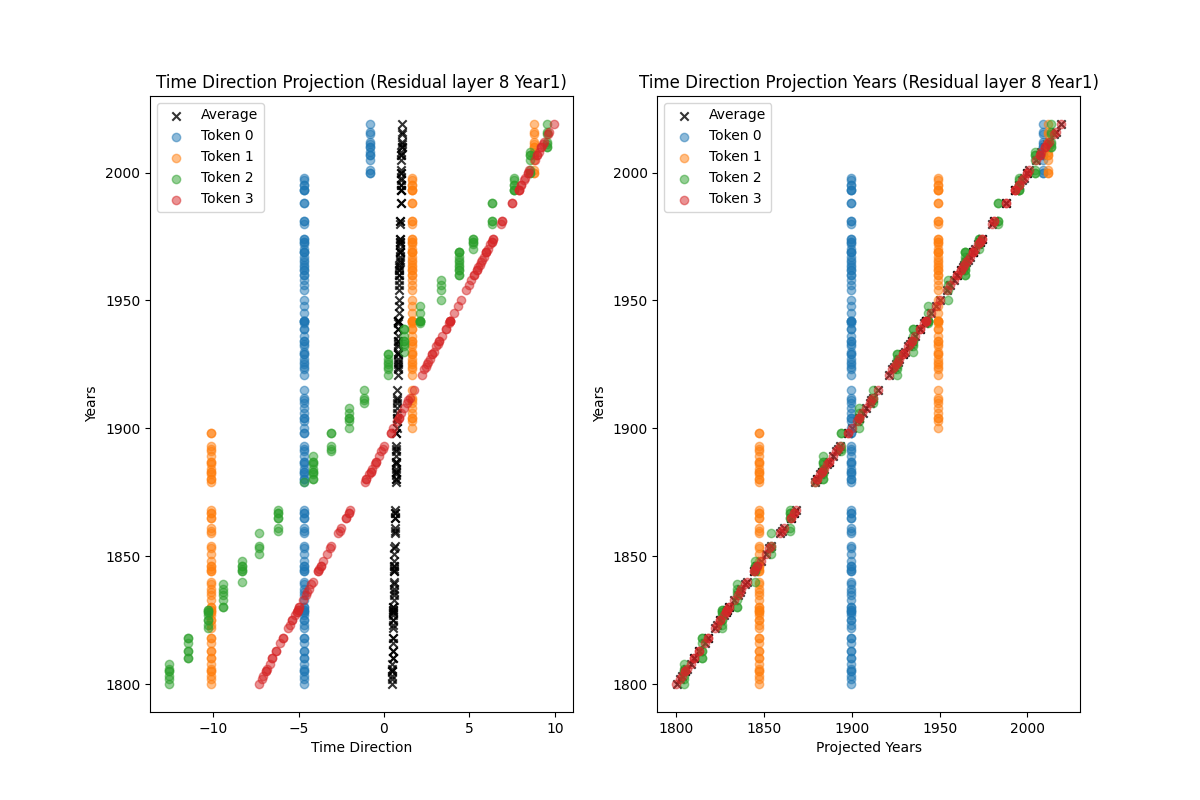 Time Direction Projection (Residual layer 8 Year1)
Average
Token 0
Token 1
Token 2
Token 3
2000
1950
1900
1850
1800
Years
−10
−5
0
5
10
Time Direction
Time Direction Projection Years (Residual layer 8 Year1)
Average
Token 0
Token 1
Token 2
Token 3
2000
1950
1900
1850
1800
Years
1800
1850
1900
1950
2000
Projected Years